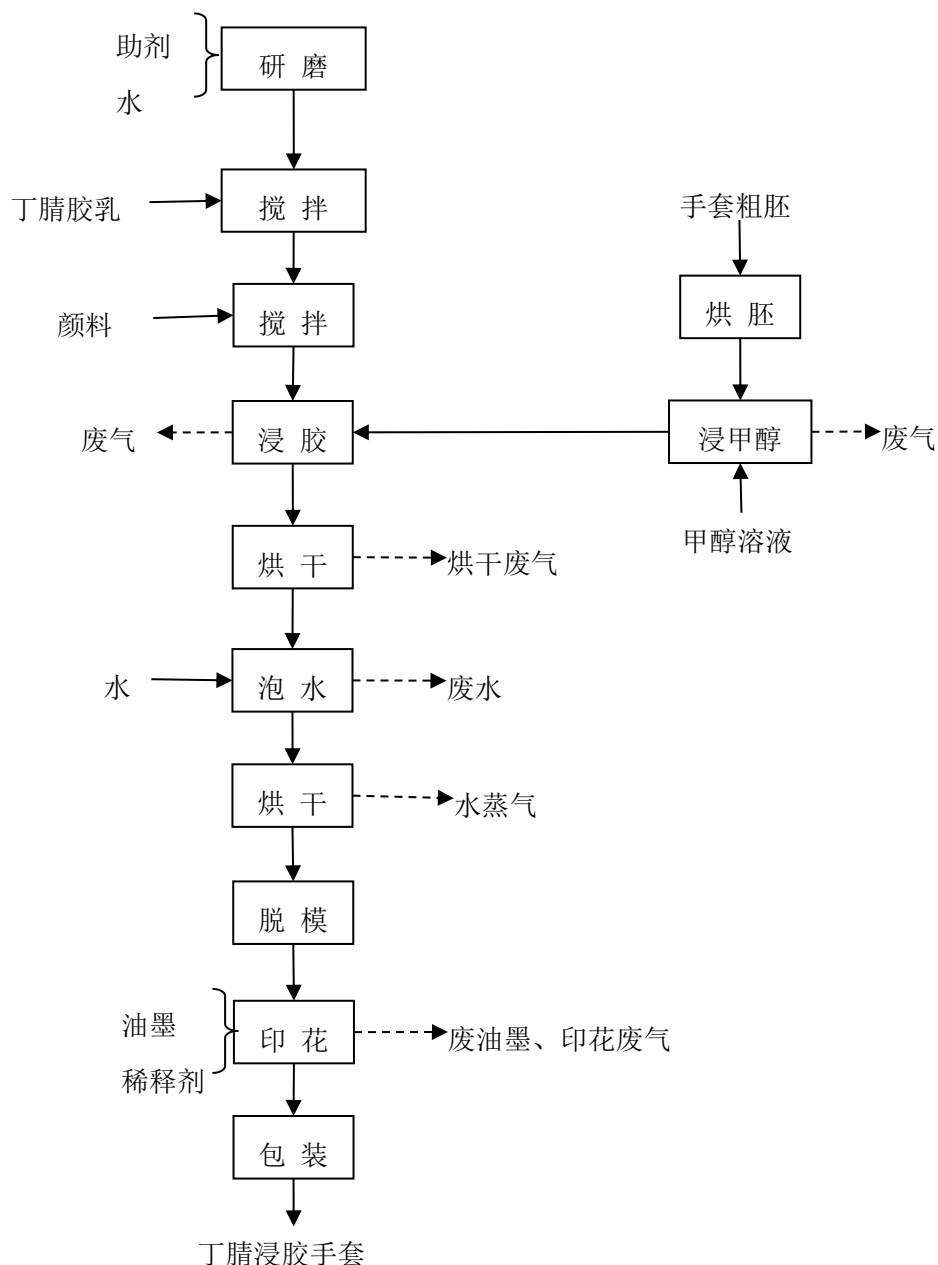 助剂
研磨
水
丁腈胶乳
搅拌
手套粗胚
颜料
搅拌
烘胚
废气
浸胶
浸甲醇
废气
甲醇溶液
烘干
烘干废气
水
泡水
废水
烘干
水蒸气
脱模
油墨
印花
废油墨、印花废气
稀释剂
包装
丁腈浸胶手套